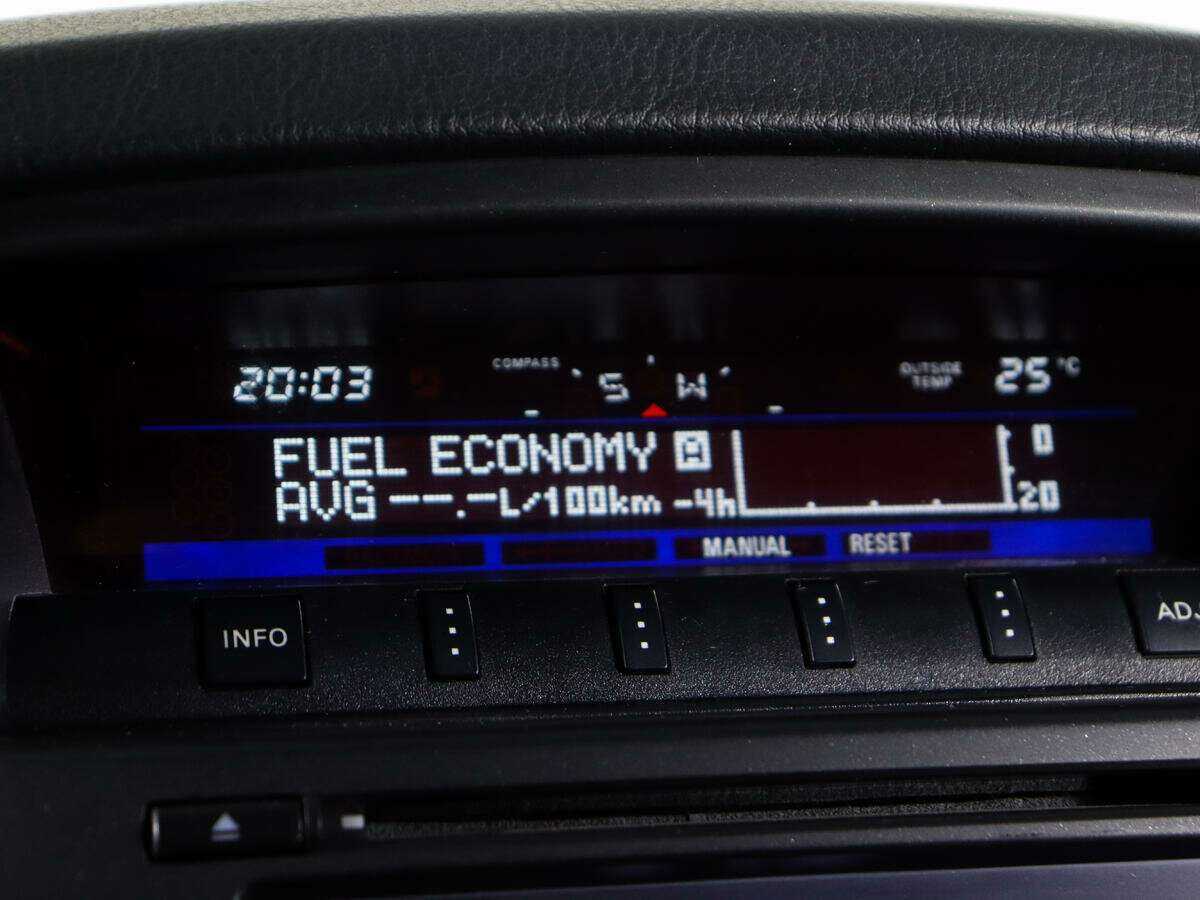 20:03 COMPASS S W OUTSIDE TEMP 25 °C
FUEL ECONOMY A 0
AVG --.-L/100km -4h 20
MANUAL RESET
INFO ADJ